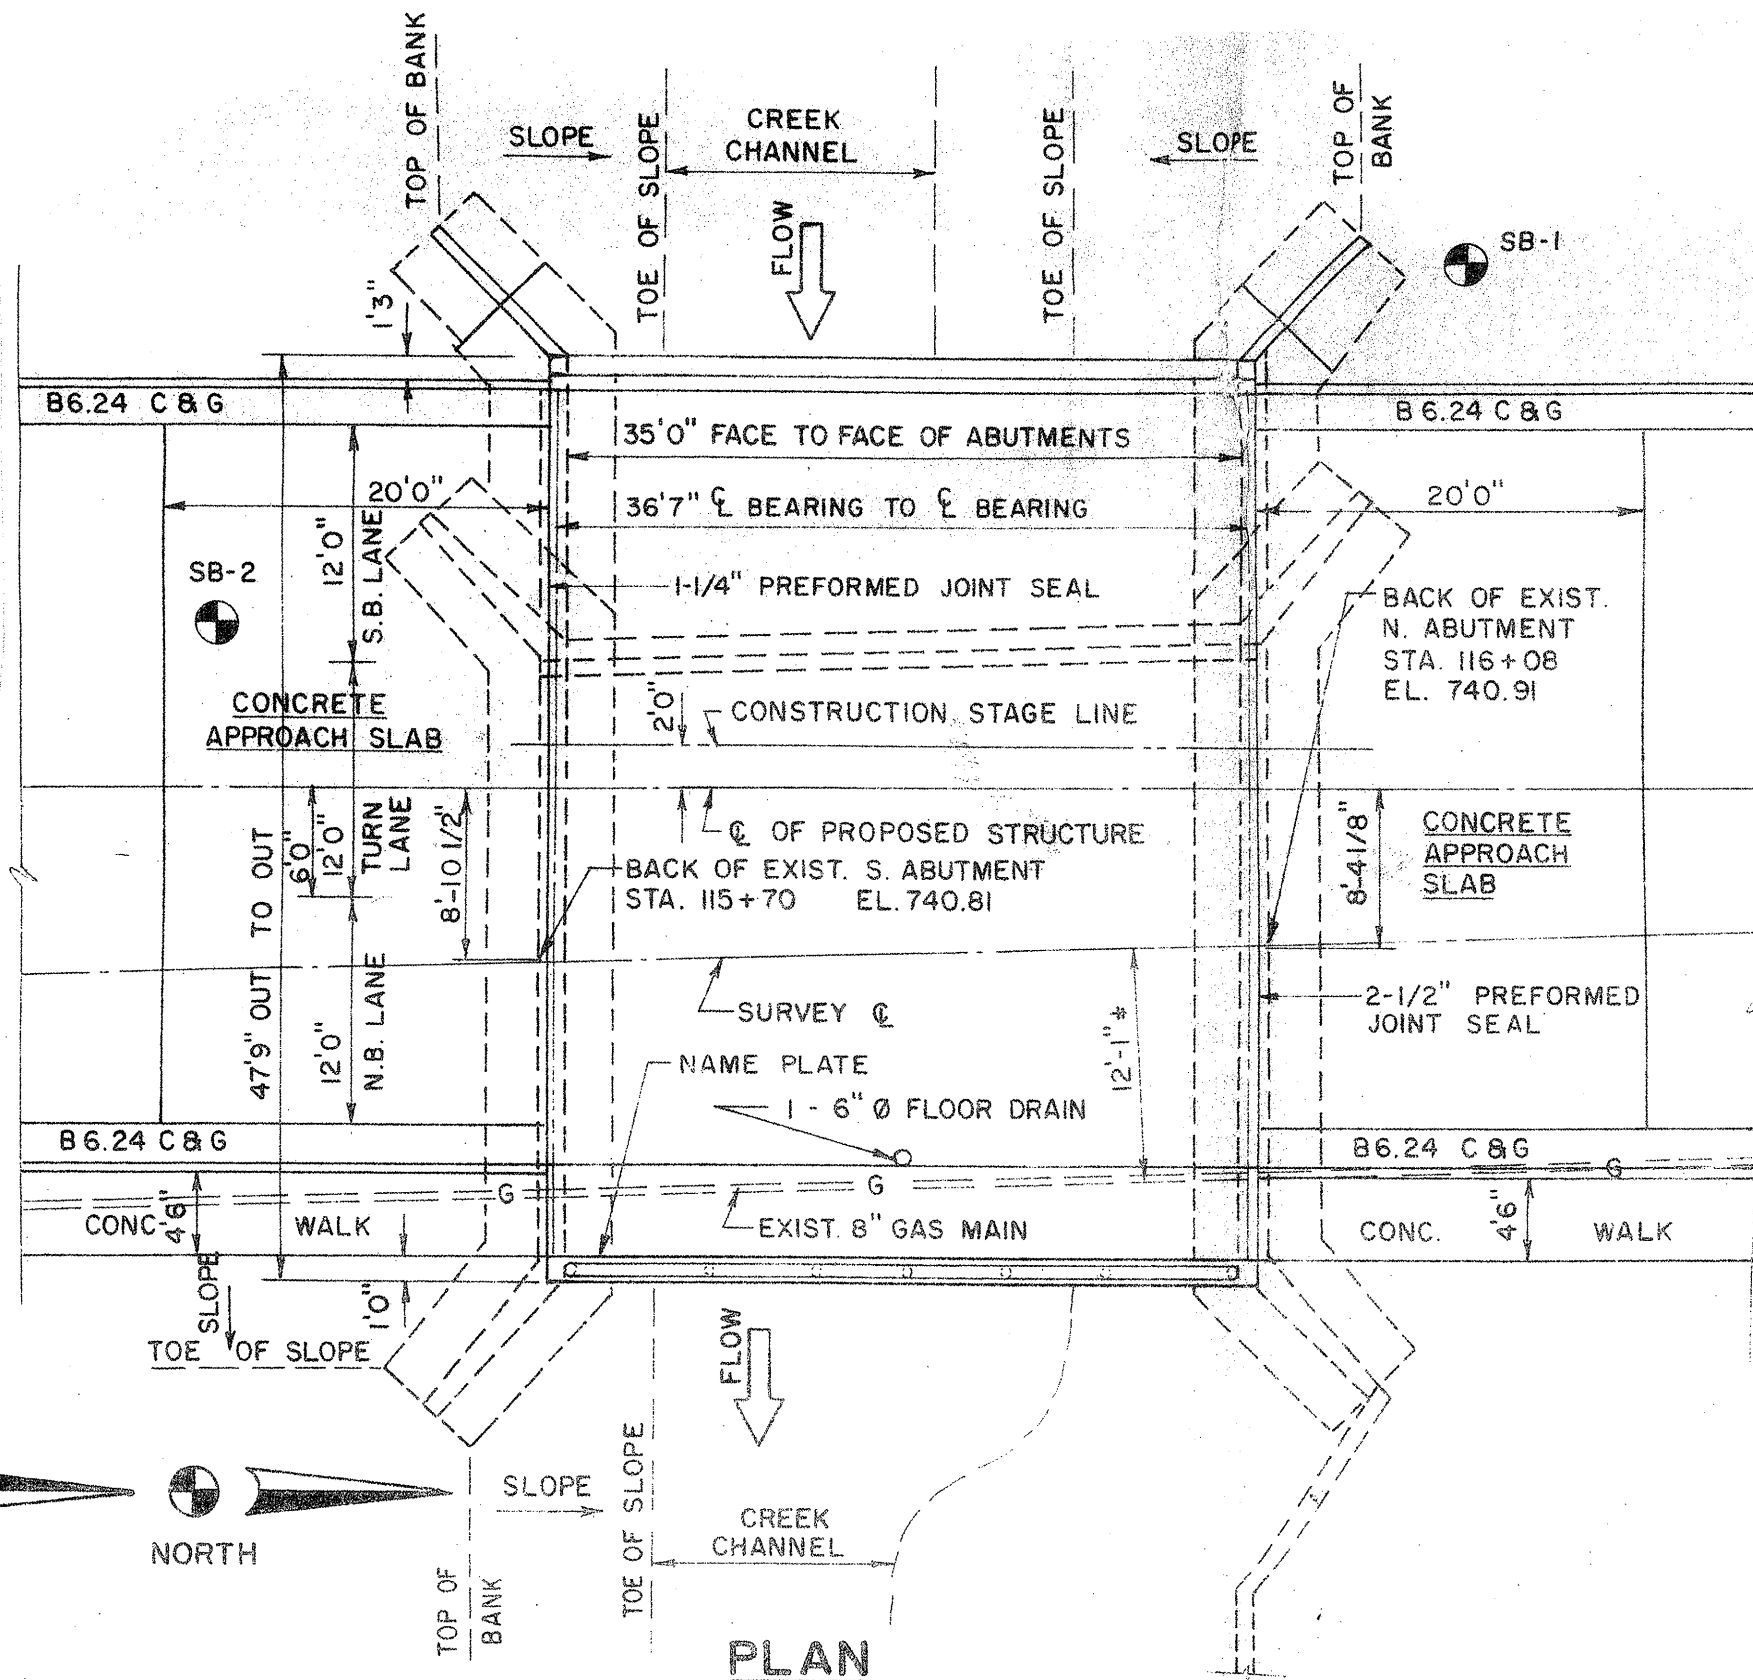 TOP OF BANK
SLOPE
TOE OF SLOPE
CREEK
CHANNEL
FLOW
TOE OF SLOPE
SLOPE
TOP OF
BANK
SB-1
1'3"
B6.24 C & G
B 6.24 C & G
35'0" FACE TO FACE OF ABUTMENTS
20'0"
36'7" ℄ BEARING TO ℄ BEARING
20'0"
12'0"
S.B. LANE
SB-2
1-1/4" PREFORMED JOINT SEAL
BACK OF EXIST.
N. ABUTMENT
STA. 116+08
EL. 740.91
CONCRETE
APPROACH SLAB
2'0"
CONSTRUCTION STAGE LINE
47'9" OUT TO OUT
6'0"
12'0"
TURN
LANE
8'-10 1/2"
℄ OF PROPOSED STRUCTURE
8'-4 1/8"
CONCRETE
APPROACH
SLAB
BACK OF EXIST. S. ABUTMENT
STA. 115+70 EL. 740.81
12'0"
N.B. LANE
SURVEY ℄
12'-1" ±
2-1/2" PREFORMED
JOINT SEAL
NAME PLATE
1 - 6" Ø FLOOR DRAIN
B 6.24 C & G
B6.24 C & G
G
G
G
CONC. WALK
4'6"
EXIST. 8" GAS MAIN
CONC. WALK
4'6"
SLOPE
1'0"
TOE OF SLOPE
FLOW
NORTH
SLOPE
TOP OF
BANK
TOE OF SLOPE
CREEK
CHANNEL
PLAN